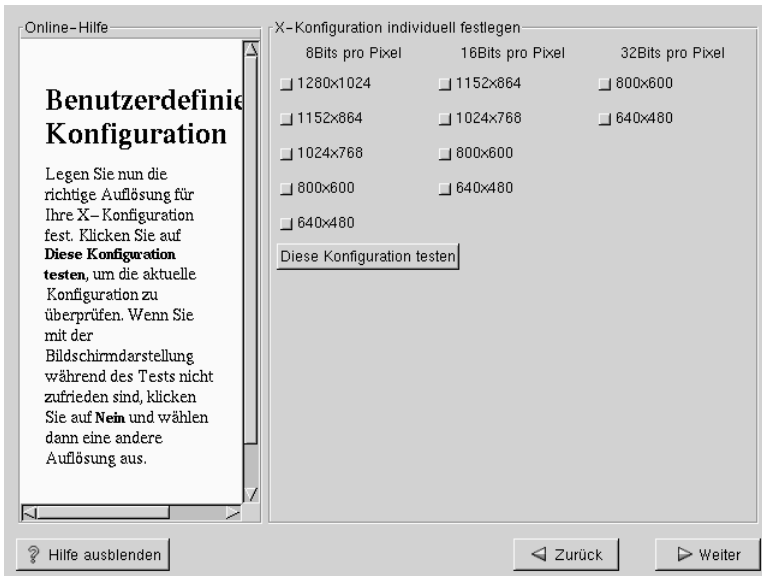 Online-Hilfe
Benutzerdefinie
Konfiguration
Legen Sie nun die
richtige Auflösung für
Ihre X-Konfiguration
fest. Klicken Sie auf
Diese Konfiguration
testen, um die aktuelle
Konfiguration zu
überprüfen. Wenn Sie
mit der
Bildschirmdarstellung
während des Tests nicht
zufrieden sind, klicken
Sie auf Nein und wählen
dann eine andere
Auflösung aus.
X-Konfiguration individuell festlegen
8Bits pro Pixel 16Bits pro Pixel 32Bits pro Pixel
1280x1024 1152x864 800x600
1152x864 1024x768 640x480
1024x768 800x600
800x600 640x480
640x480
Diese Konfiguration testen
Hilfe ausblenden Zurück Weiter